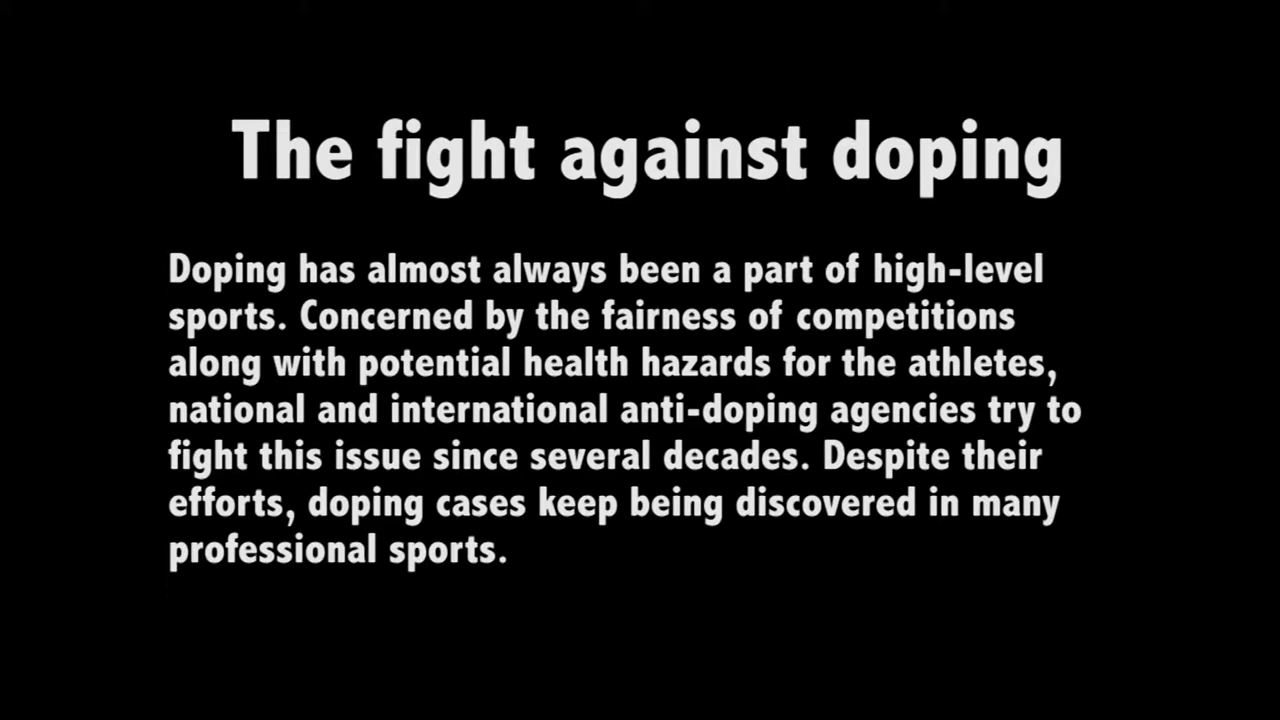 The fight against doping
Doping has almost always been a part of high-level
sports. Concerned by the fairness of competitions
along with potential health hazards for the athletes,
national and international anti-doping agencies try to
fight this issue since several decades. Despite their
efforts, doping cases keep being discovered in many
professional sports.